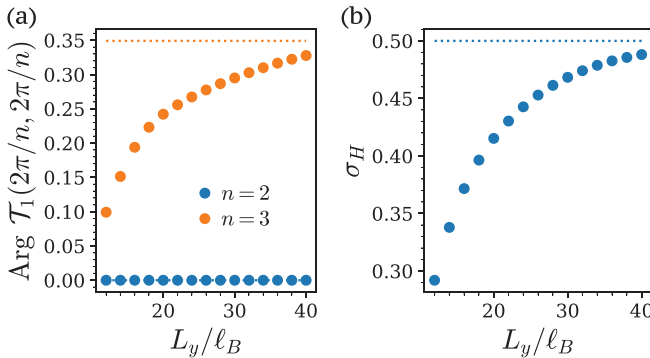 (a)
Arg 𝒯₁(2π/n, 2π/n)
0.35
0.30
0.25
0.20
0.15
0.10
0.05
0.00
n = 2
n = 3
20
30
40
L_y/ℓ_B
(b)
σ_H
0.50
0.45
0.40
0.35
0.30
20
30
40
L_y/ℓ_B